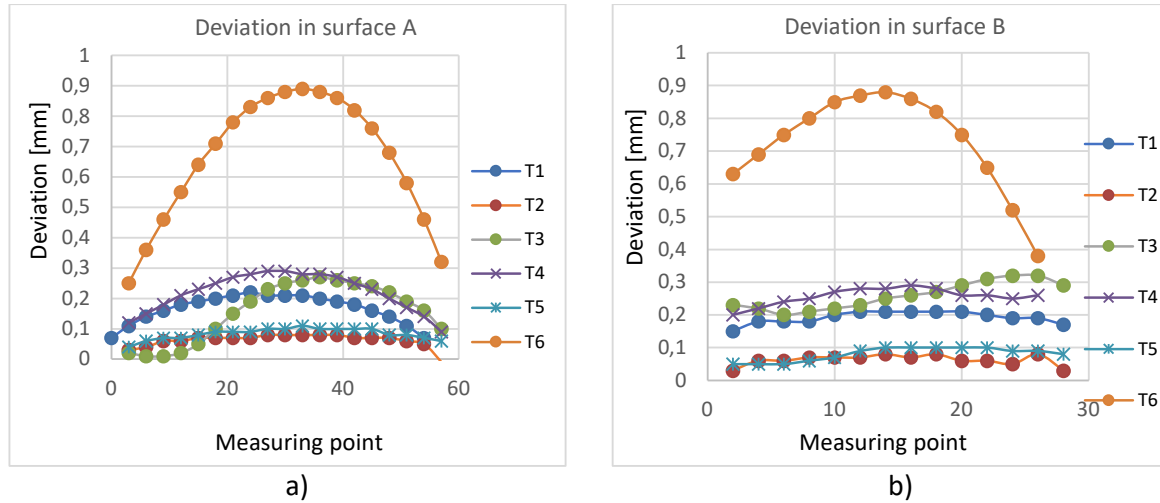 Deviation in surface A
Deviation [mm]
1
0,9
0,8
0,7
0,6
0,5
0,4
0,3
0,2
0,1
0
0 20 40 60
Measuring point
T1
T2
T3
T4
T5
T6
a)
Deviation in surface B
Deviation [mm]
1
0,9
0,8
0,7
0,6
0,5
0,4
0,3
0,2
0,1
0
0 10 20 30
Measuring point
T1
T2
T3
T4
T5
T6
b)